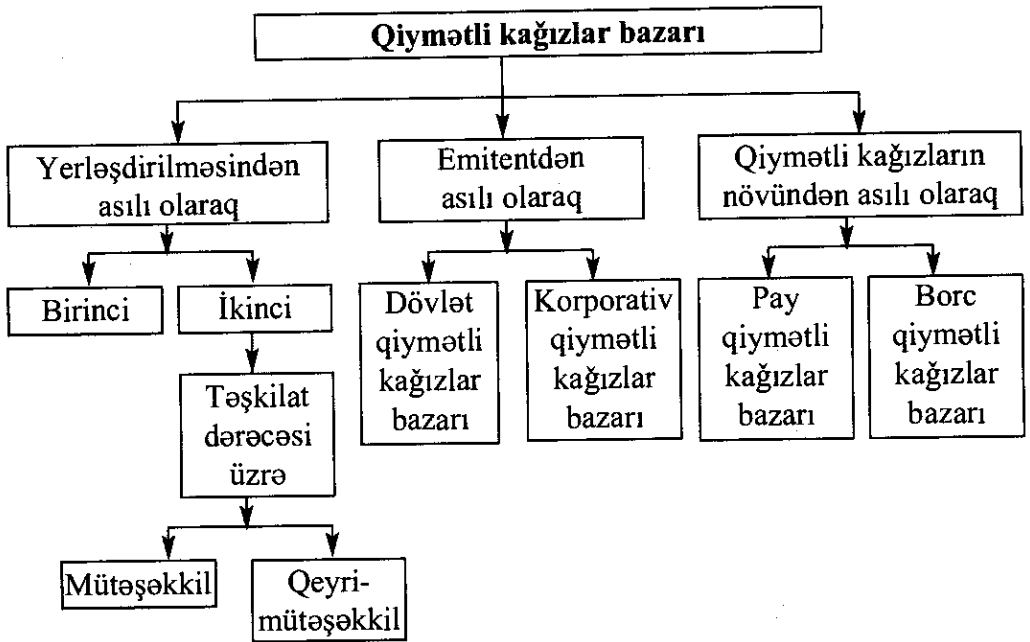 Qiymətli kağızlar bazarı
Yerləşdirilməsindən
asılı olaraq
Emitentdən
asılı olaraq
Qiymətli kağızların
növündən asılı olaraq
Birinci
İkinci
Dövlət
qiymətli
kağızlar
bazarı
Korporativ
qiymətli
kağızlar
bazarı
Pay
qiymətli
kağızlar
bazarı
Borc
qiymətli
kağızlar
bazarı
Təşkilat
dərəcəsi
üzrə
Mütəşəkkil
Qeyri-
mütəşəkkil